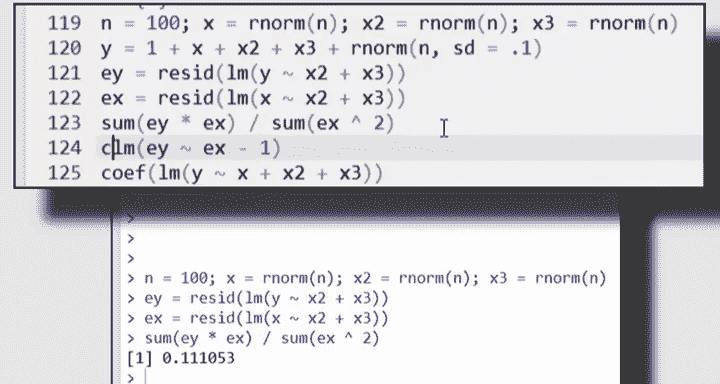 119 n = 100; x = rnorm(n); x2 = rnorm(n); x3 = rnorm(n)
120 y = 1 + x + x2 + x3 + rnorm(n, sd = .1)
121 ey = resid(lm(y ~ x2 + x3))
122 ex = resid(lm(x ~ x2 + x3))
123 sum(ey * ex) / sum(ex ^ 2)
124 clm(ey ~ ex - 1)
125 coef(lm(y ~ x + x2 + x3))
>
>
>
> n = 100; x = rnorm(n); x2 = rnorm(n); x3 = rnorm(n)
> ey = resid(lm(y ~ x2 + x3))
> ex = resid(lm(x ~ x2 + x3))
> sum(ey * ex) / sum(ex ^ 2)
[1] 0.111053
>